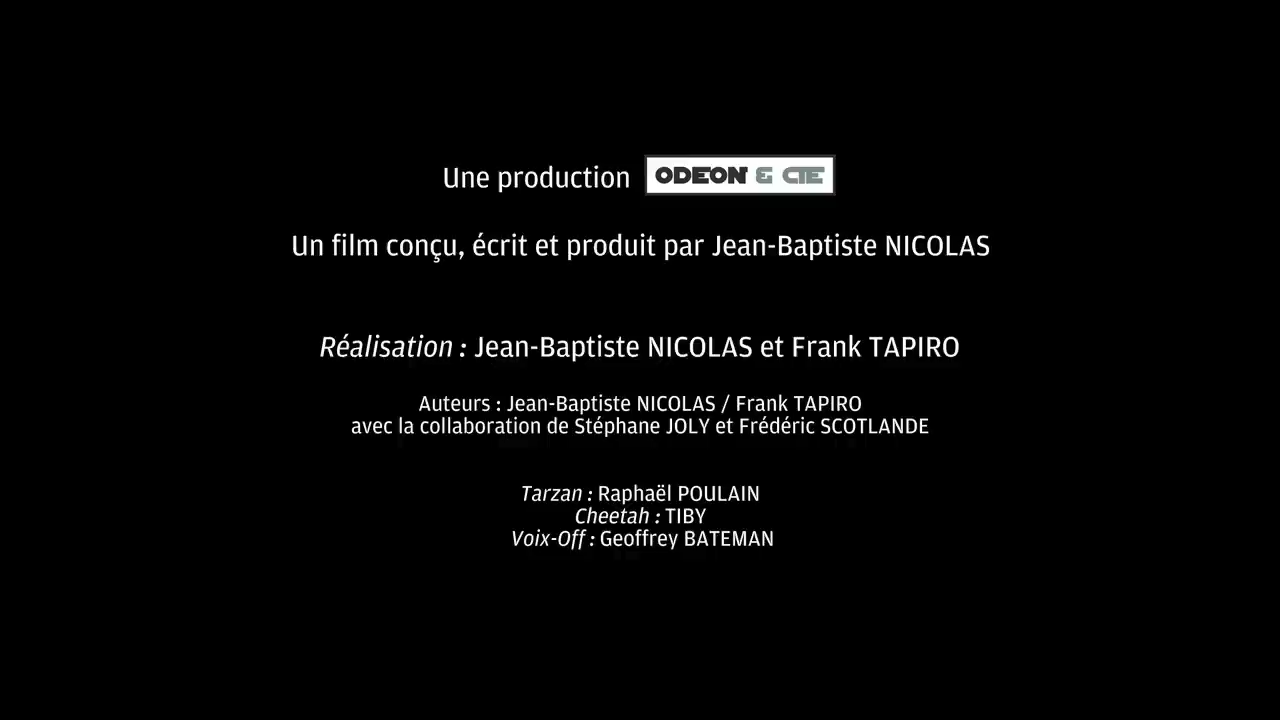 Une production ODEON & CIE
Un film conçu, écrit et produit par Jean-Baptiste NICOLAS
Réalisation : Jean-Baptiste NICOLAS et Frank TAPIRO
Auteurs : Jean-Baptiste NICOLAS / Frank TAPIRO
avec la collaboration de Stéphane JOLY et Frédéric SCOTLANDE
Tarzan : Raphaël POULAIN
Cheetah : TIBY
Voix-Off : Geoffrey BATEMAN